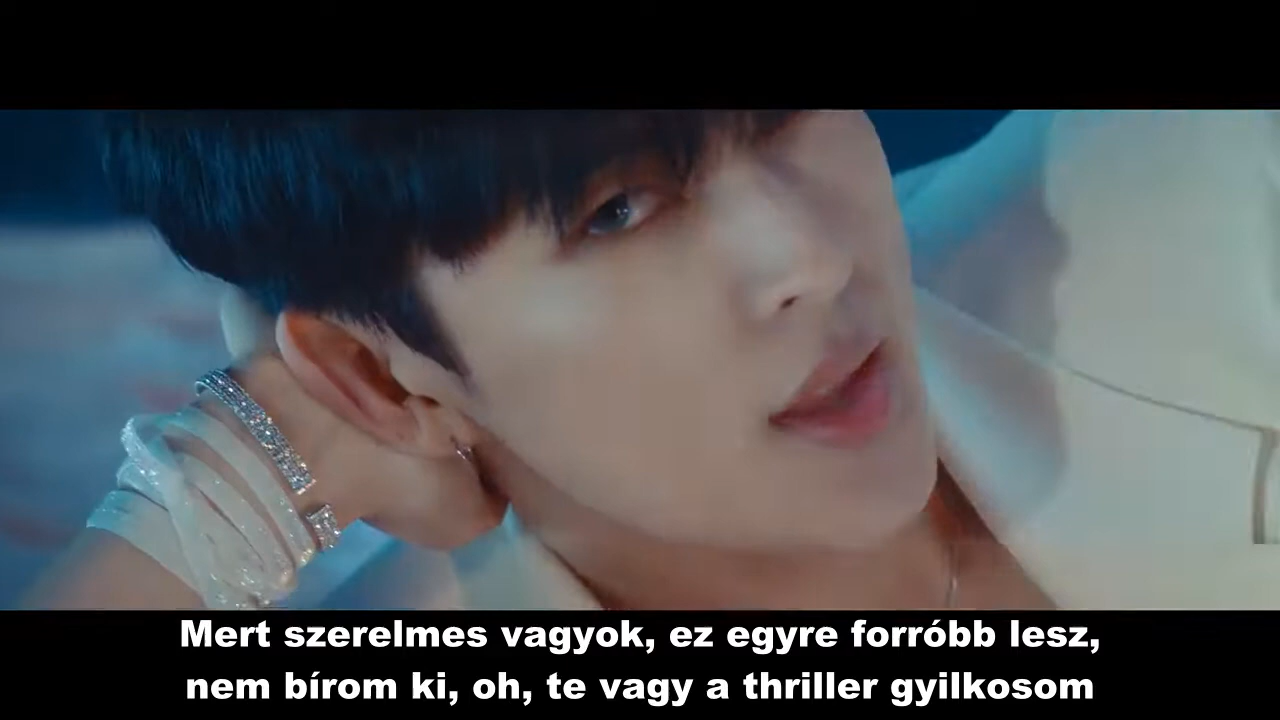 Mert szerelmes vagyok, ez egyre forróbb lesz,
nem bírom ki, oh, te vagy a thriller gyilkosom